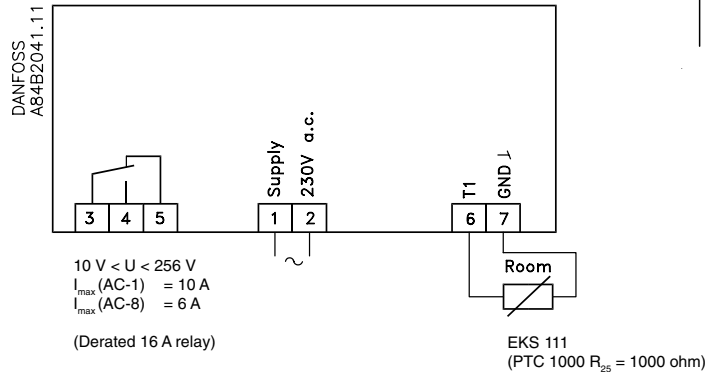 DANFOSS
A84B2041.11
Supply
230V a.c.
T1
GND
3 4 5 1 2 6 7
10 V < U < 256 V
Imax (AC-1) = 10 A
Imax (AC-8) = 6 A
(Derated 16 A relay)
~
Room
EKS 111
(PTC 1000 R25 = 1000 ohm)